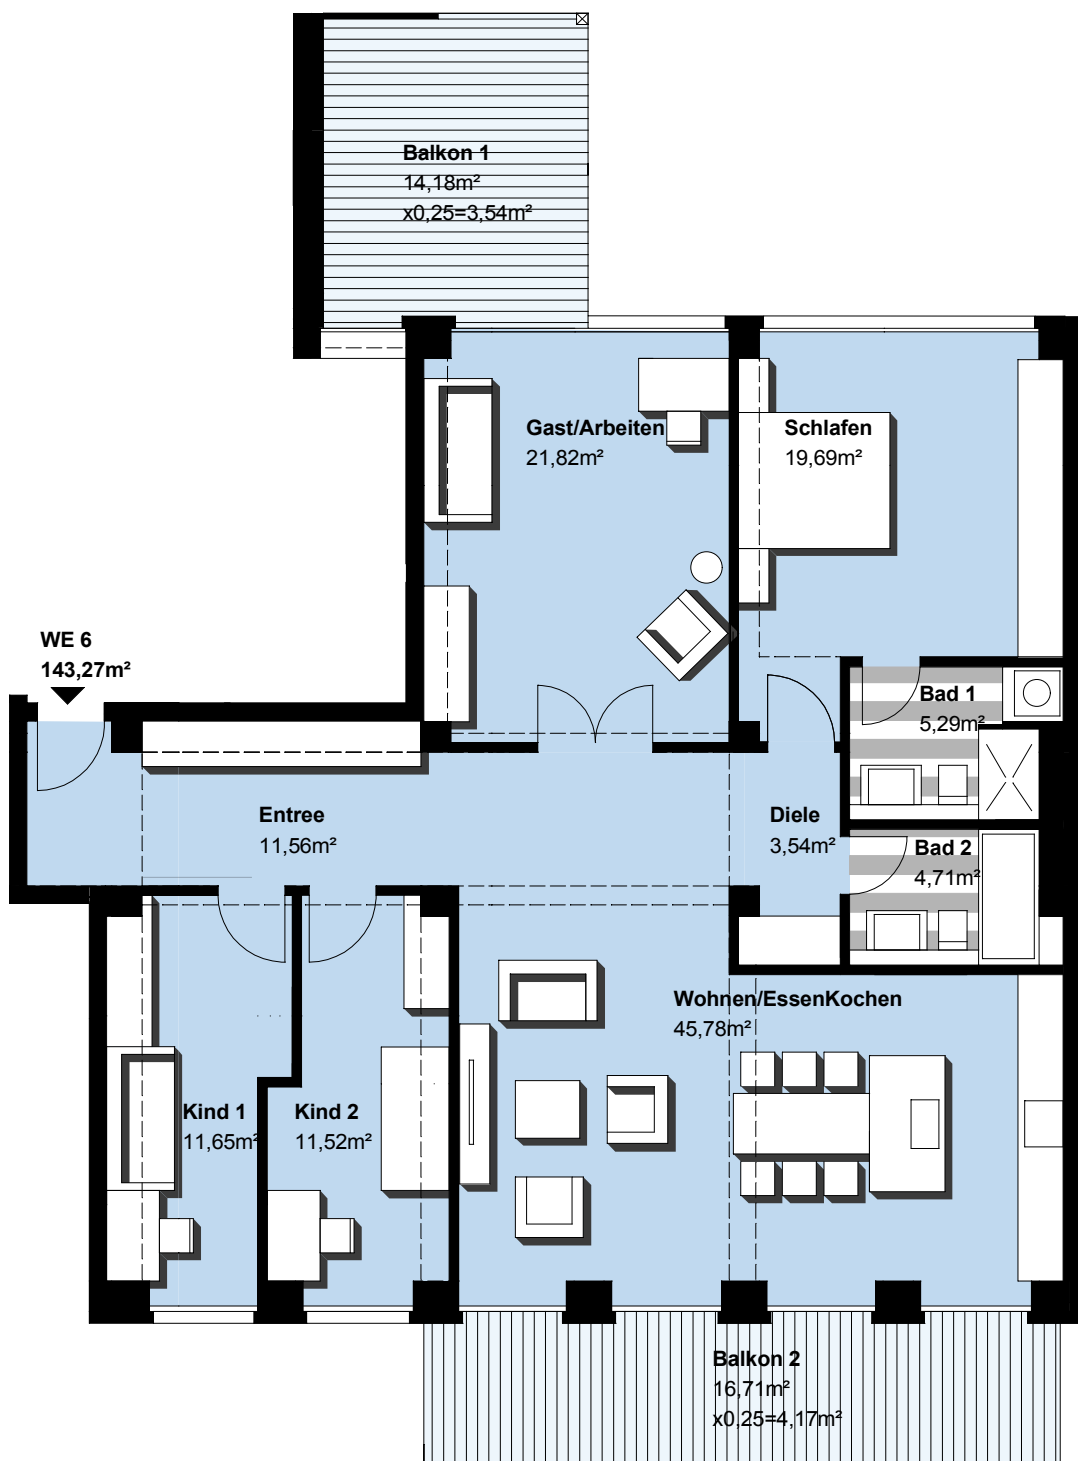 Balkon 1
14,18m²
x0,25=3,54m²
Gast/Arbeiten
21,82m²
Schlafen
19,69m²
WE 6
143,27m²
Bad 1
5,29m²
Entree
11,56m²
Diele
3,54m²
Bad 2
4,71m²
Wohnen/EssenKochen
45,78m²
Kind 1
11,65m²
Kind 2
11,52m²
Balkon 2
16,71m²
x0,25=4,17m²